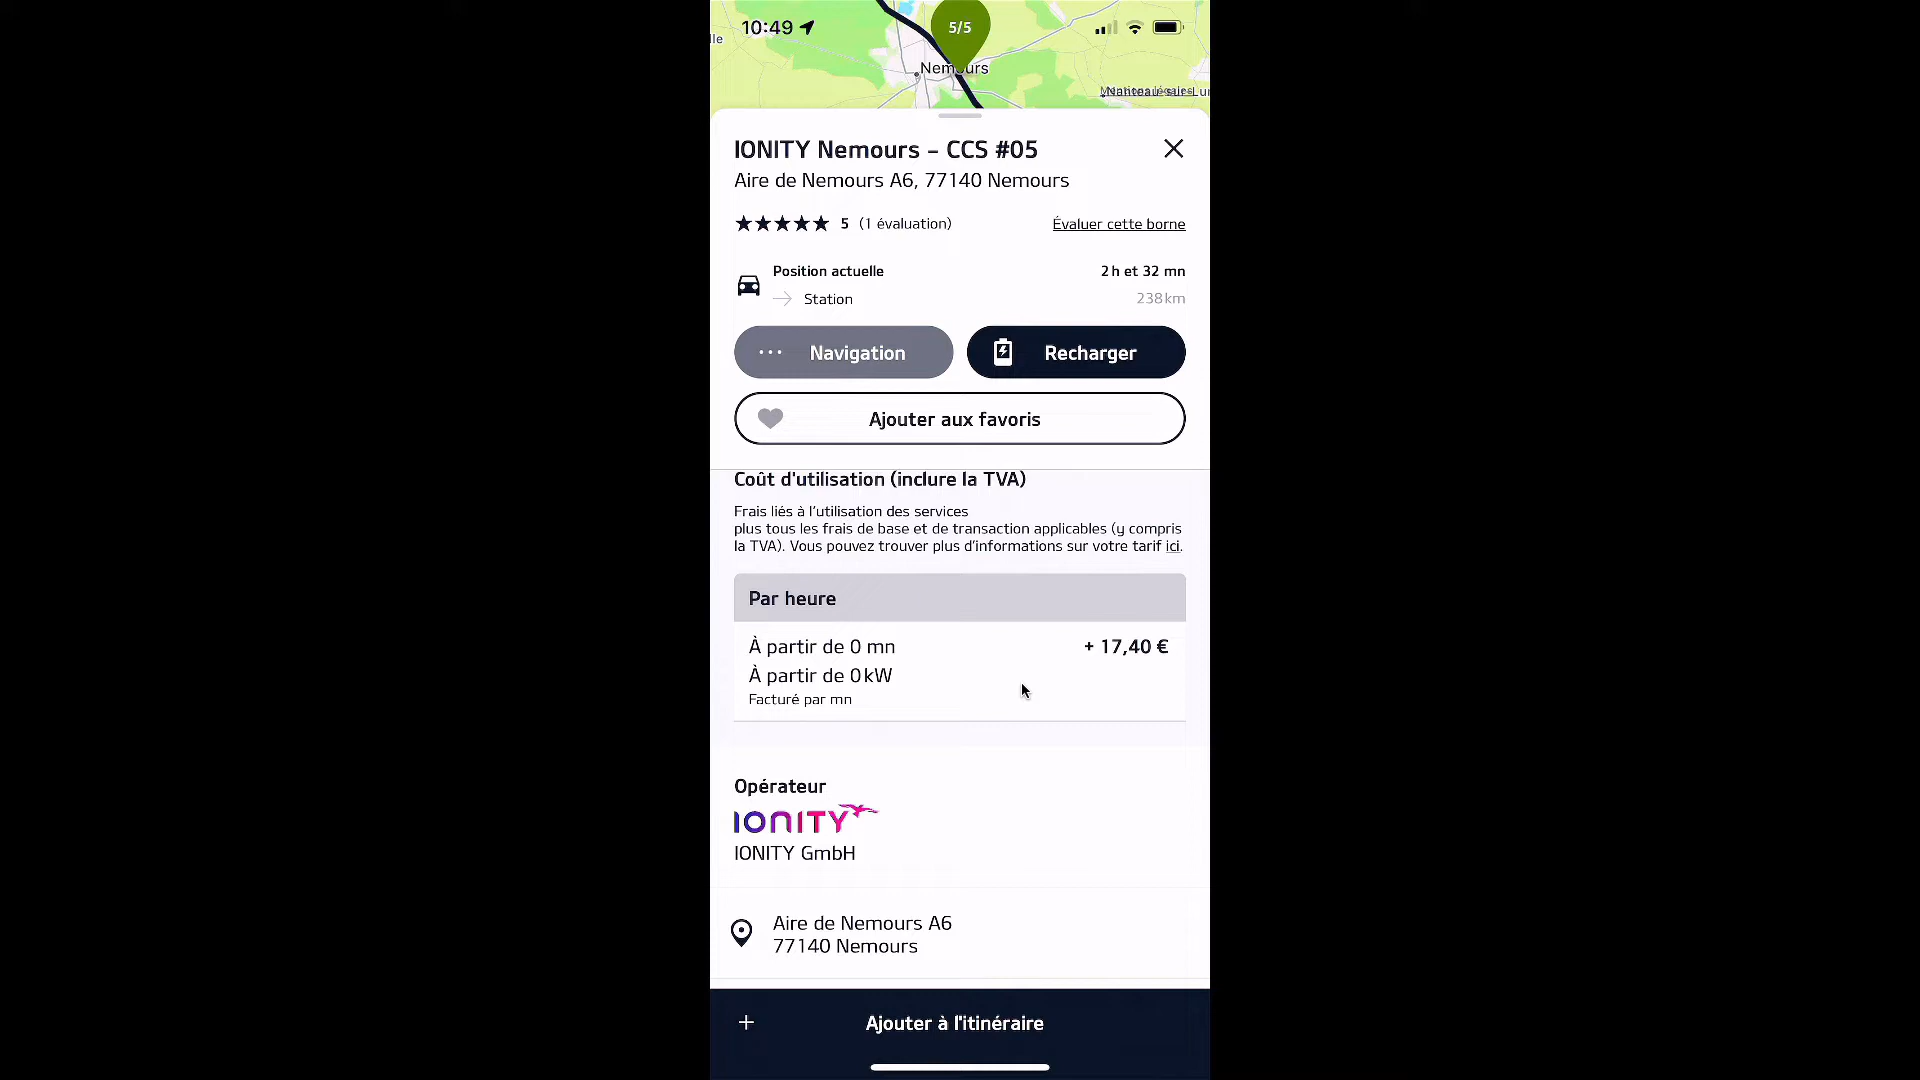 10:49
5/5
lle
Nemours
IONITY Nemours – CCS #05
Aire de Nemours A6, 77140 Nemours
5 (1 évaluation)
Évaluer cette borne
Position actuelle
2 h et 32 mn
Station
238 km
Navigation
Recharger
Ajouter aux favoris
Coût d'utilisation (inclure la TVA)
Frais liés à l’utilisation des services
plus tous les frais de base et de transaction applicables (y compris
la TVA). Vous pouvez trouver plus d’informations sur votre tarif ici.
Par heure
À partir de 0 mn
+ 17,40 €
À partir de 0 kW
Facturé par mn
Opérateur
IONITY
IONITY GmbH
Aire de Nemours A6
77140 Nemours
+ Ajouter à l'itinéraire